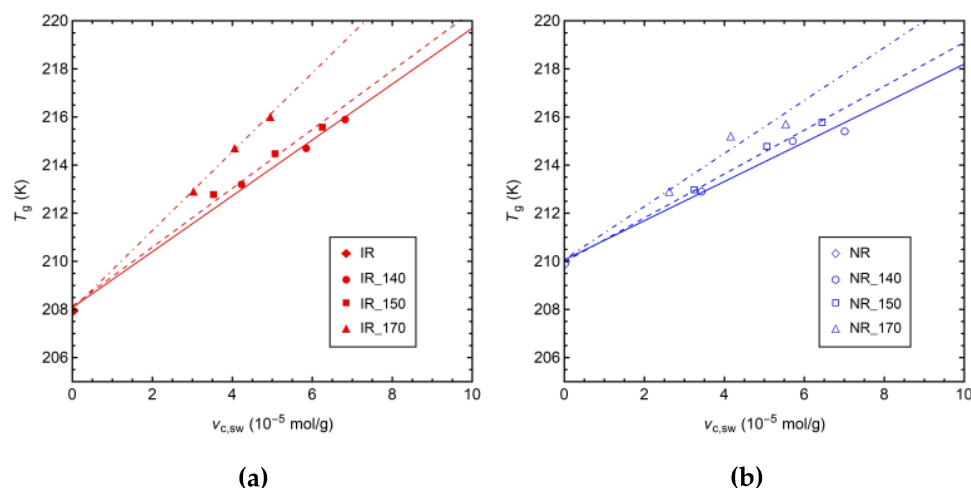 220
218
216
214
212
210
208
206
T_g (K)
0 2 4 6 8 10
ν_c,sw (10⁻⁵ mol/g)
IR
IR_140
IR_150
IR_170
(a)
220
218
216
214
212
210
208
206
T_g (K)
0 2 4 6 8 10
ν_c,sw (10⁻⁵ mol/g)
NR
NR_140
NR_150
NR_170
(b)